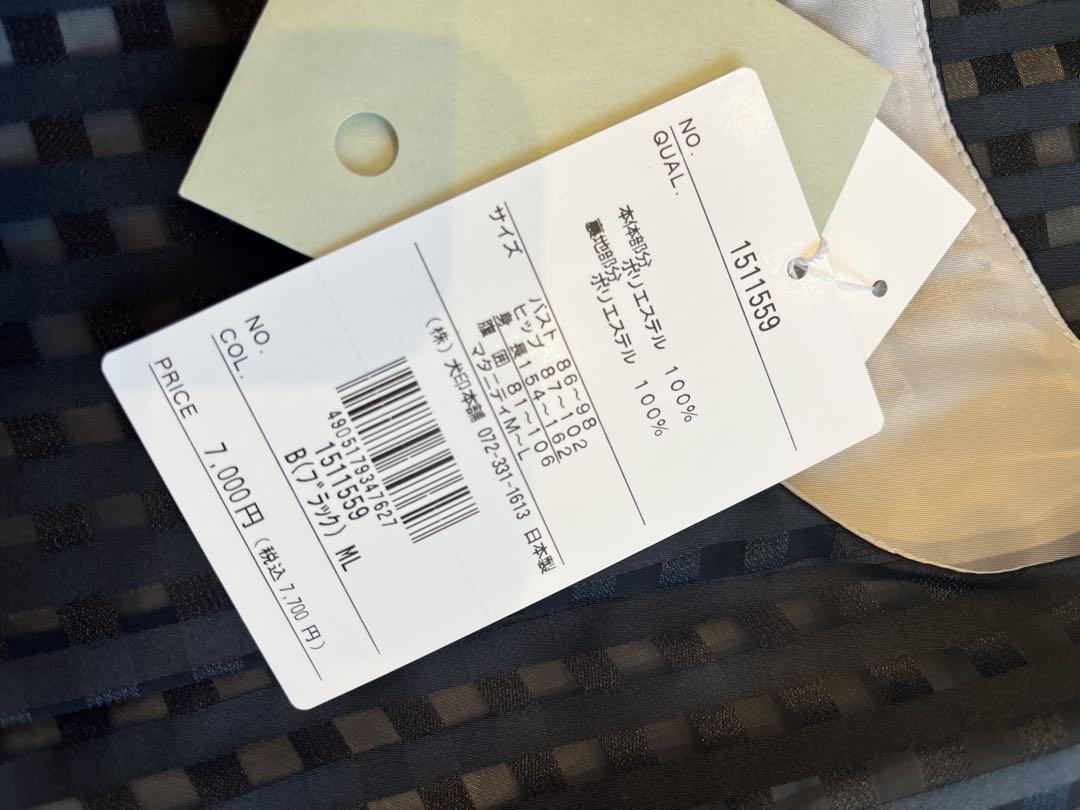 NO. 1511559
QUAL.
本体部分
ポリエステル 100%
裏地部分
ポリエステル 100%
サイズ
バスト 86~98
ヒップ 87~102
身長154~162
腹囲 81~106
マタニティM~L
(株)犬印本舗 072-331-1613 日本製
4905179347627
NO. 1511559
COL. B(ブラック) ML
PRICE 7,000円(税込7,700円)